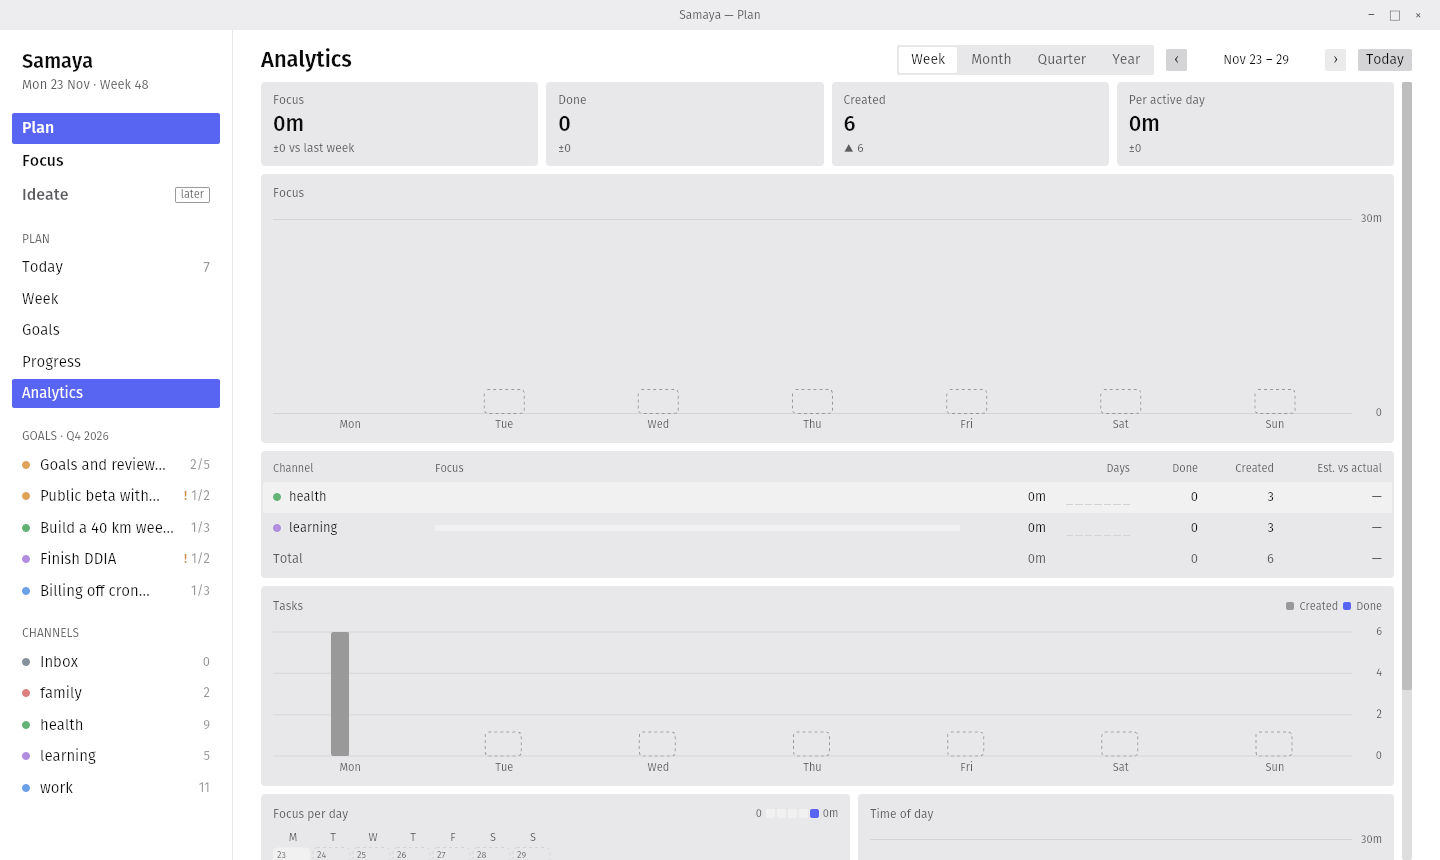 Samaya — Plan
Samaya
Mon 23 Nov · Week 48
Plan
Focus
Ideate later
PLAN
Today 7
Week
Goals
Progress
Analytics
GOALS · Q4 2026
Goals and review… 2/5
Public beta with… ! 1/2
Build a 40 km wee… 1/3
Finish DDIA ! 1/2
Billing off cron… 1/3
CHANNELS
Inbox 0
family 2
health 9
learning 5
work 11
Analytics
Week Month Quarter Year ‹ Nov 23 – 29 › Today
Focus
0m
±0 vs last week
Done
0
±0
Created
6
▲ 6
Per active day
0m
±0
Focus
30m
0
Mon Tue Wed Thu Fri Sat Sun
Channel Focus Days Done Created Est. vs actual
health 0m 0 3 —
learning 0m 0 3 —
Total 0m 0 6 —
Tasks Created Done
6
4
2
0
Mon Tue Wed Thu Fri Sat Sun
Focus per day 0 0m
M T W T F S S
23 24 25 26 27 28 29
Time of day
30m